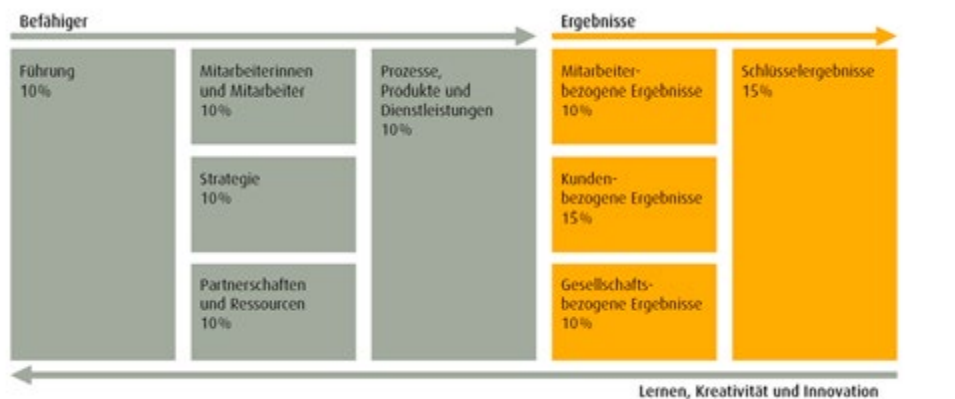 Befähiger
Führung
10%
Mitarbeiterinnen
und Mitarbeiter
10%
Strategie
10%
Partnerschaften
und Ressourcen
10%
Prozesse,
Produkte und
Dienstleistungen
10%
Ergebnisse
Mitarbeiter-
bezogene Ergebnisse
10%
Kunden-
bezogene Ergebnisse
15%
Gesellschafts-
bezogene Ergebnisse
10%
Schlüsselergebnisse
15%
Lernen, Kreativität und Innovation